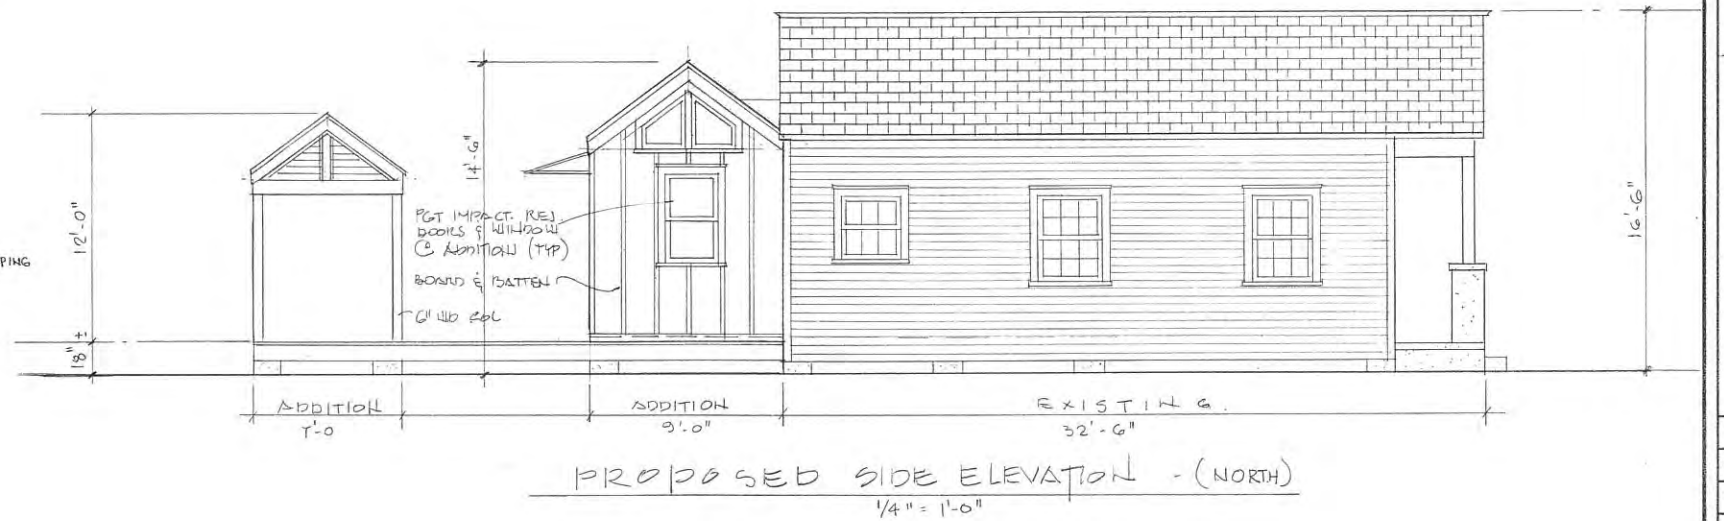 16'-6"
14'-6"
12'-0"
18" ±
PING
PGT IMPACT. RES
DOORS & WINDOW
@ ADDITION (TYP)
BOARD & BATTEN
6" WD COL
ADDITION
7'-0
ADDITION
9'-0"
EXISTING.
32'-6"
PROPOSED SIDE ELEVATION - (NORTH)
1/4" = 1'-0"